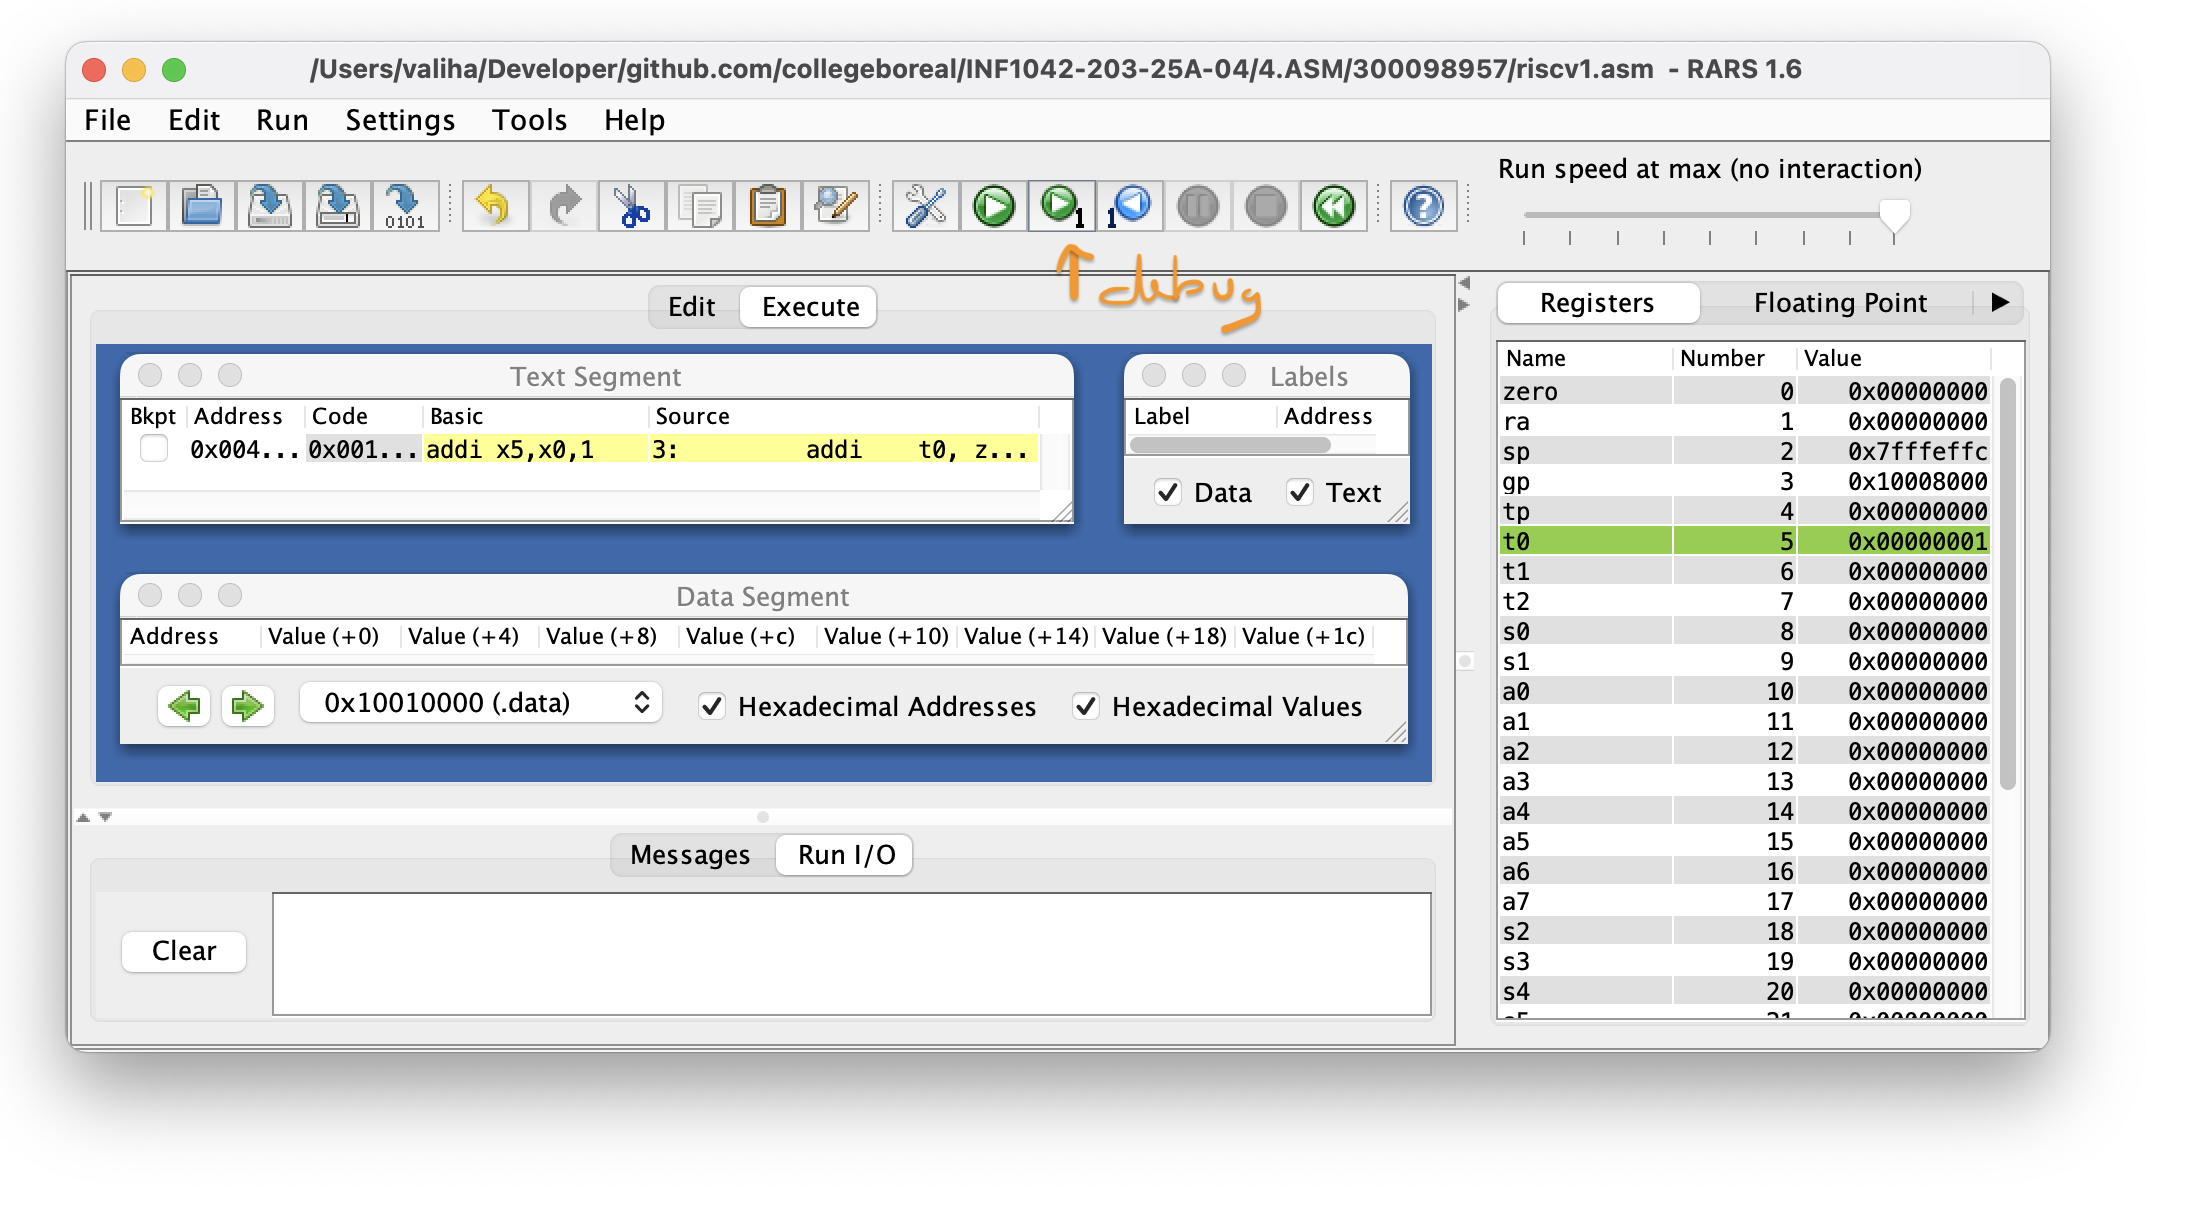 /Users/valiha/Developer/github.com/collegeboreal/INF1042-203-25A-04/4.ASM/300098957/riscv1.asm - RARS 1.6
File Edit Run Settings Tools Help
Run speed at max (no interaction)
0101 1 1
debug
Edit Execute
Registers Floating Point
Text Segment
Bkpt Address Code Basic Source
0x004... 0x001... addi x5,x0,1 3: addi t0, z...
Labels
Label Address
Data Text
Data Segment
Address Value (+0) Value (+4) Value (+8) Value (+c) Value (+10) Value (+14) Value (+18) Value (+1c)
0x10010000 (.data) Hexadecimal Addresses Hexadecimal Values
Messages Run I/O
Clear
Name Number Value
zero 0 0x00000000
ra 1 0x00000000
sp 2 0x7fffeffc
gp 3 0x10008000
tp 4 0x00000000
t0 5 0x00000001
t1 6 0x00000000
t2 7 0x00000000
s0 8 0x00000000
s1 9 0x00000000
a0 10 0x00000000
a1 11 0x00000000
a2 12 0x00000000
a3 13 0x00000000
a4 14 0x00000000
a5 15 0x00000000
a6 16 0x00000000
a7 17 0x00000000
s2 18 0x00000000
s3 19 0x00000000
s4 20 0x00000000